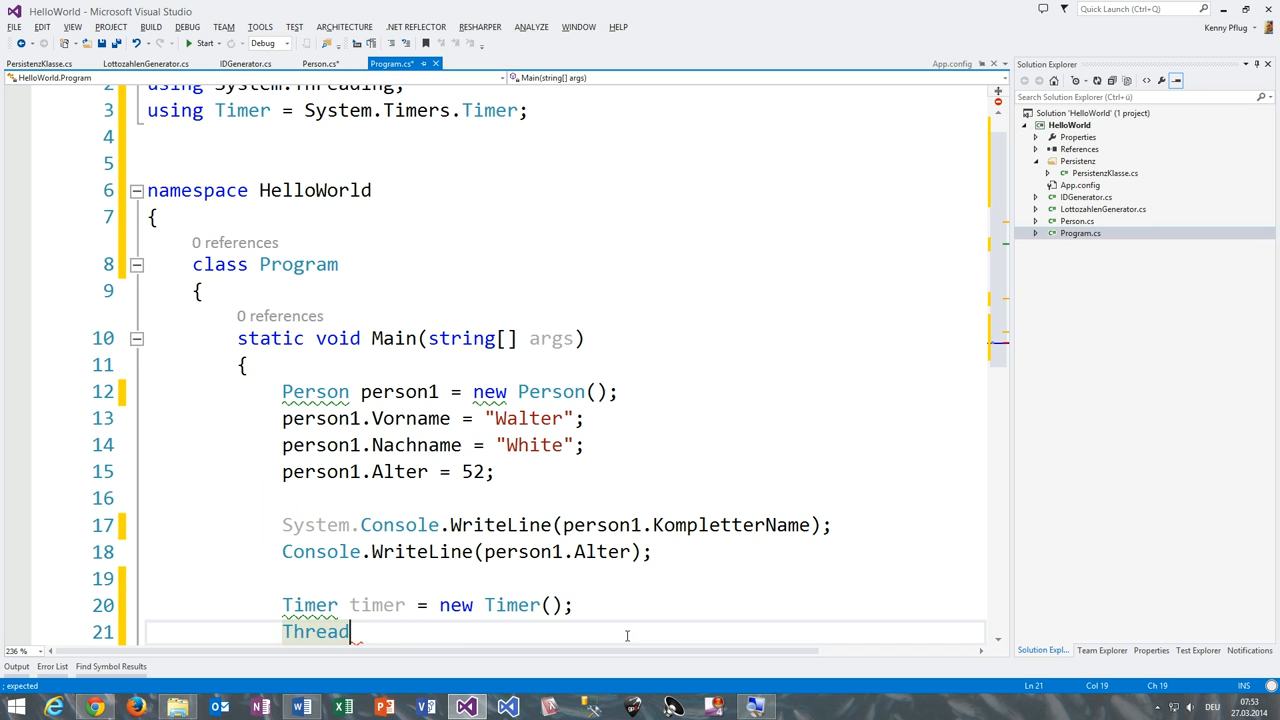 HelloWorld - Microsoft Visual Studio
Quick Launch (Ctrl+Q)
FILE EDIT VIEW PROJECT BUILD DEBUG TEAM TOOLS TEST ARCHITECTURE .NET REFLECTOR RESHARPER ANALYZE WINDOW HELP
Kenny Pflug
Start Debug
PersistenzKlasse.cs LottozahlenGenerator.cs IDGenerator.cs Person.cs* Program.cs* App.config
Solution Explorer
HelloWorld.Program Main(string[] args)
2 using System.Threading;
3 using Timer = System.Timers.Timer;
4
5
6 namespace HelloWorld
7 {
0 references
8 class Program
9 {
0 references
10 static void Main(string[] args)
11 {
12 Person person1 = new Person();
13 person1.Vorname = "Walter";
14 person1.Nachname = "White";
15 person1.Alter = 52;
16
17 System.Console.WriteLine(person1.KompletterName);
18 Console.WriteLine(person1.Alter);
19
20 Timer timer = new Timer();
21 Thread
Search Solution Explorer (Ctrl+ü)
Solution 'HelloWorld' (1 project)
HelloWorld
Properties
References
Persistenz
PersistenzKlasse.cs
App.config
IDGenerator.cs
LottozahlenGenerator.cs
Person.cs
Program.cs
236 %
Solution Expl... Team Explorer Properties Test Explorer Notifications
Output Error List Find Symbol Results
; expected Ln 21 Col 19 Ch 19 INS
DEU
07:53
27.03.2014